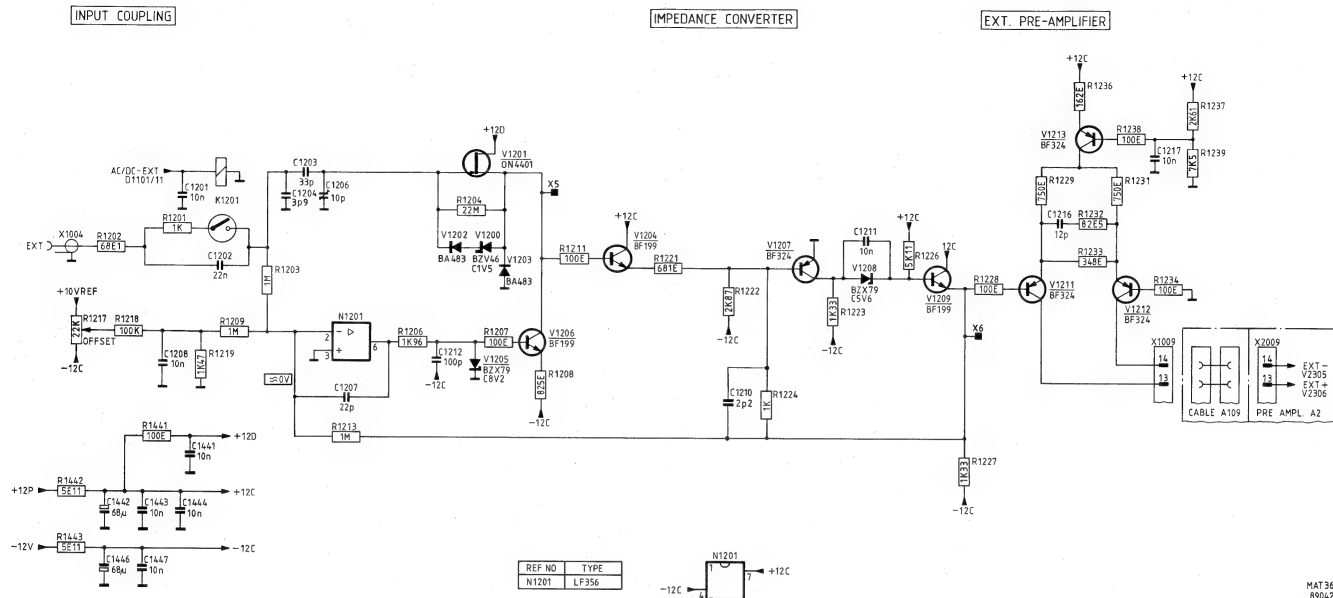 INPUT COUPLING
IMPEDANCE CONVERTER
EXT. PRE-AMPLIFIER
AC/DC-EXT
D1101/11
C1201
10n
K1201
R1201
1K
EXT
X1004
R1202
68E1
C1202
22n
R1203
1M
C1203
33p
C1204
3p9
C1206
10p
+12D
V1201
ON4401
R1204
22M
V1202
BA483
V1200
BZV46
C1V5
V1203
BA483
X5
+10VREF
R1217
22K
OFFSET
-12C
R1218
100K
C1208
10n
R1219
1K47
R1209
1M
N1201
2
3
6
-
+
≈0V
C1207
22p
R1206
1K96
C1212
100p
-12C
R1207
100E
V1205
BZX79
C8V2
V1206
BF199
R1208
825E
-12C
R1213
1M
R1211
100E
+12C
V1204
BF199
R1221
681E
R1222
2K87
-12C
C1210
2p2
R1224
1K
V1207
BF324
R1223
1K33
-12C
C1211
10n
V1208
BZX79
C5V6
+12C
R1226
5K11
12C
V1209
BF199
X6
R1227
1K33
-12C
R1228
100E
V1211
BF324
+12C
R1236
162E
V1213
BF324
R1238
100E
C1217
10n
+12C
R1237
2K61
R1239
7K5
R1229
750E
R1231
750E
C1216
12p
R1232
82E5
R1233
348E
V1212
BF324
R1234
100E
X1009
14
13
CABLE A109
X2009
14
13
EXT-
V2305
EXT+
V2306
PRE AMPL. A2
R1441
100E
+12D
C1441
10n
+12P
R1442
5E11
+12C
C1442
68µ
C1443
10n
C1444
10n
-12V
R1443
5E11
-12C
C1446
68µ
C1447
10n
REF NO TYPE
N1201 LF356
N1201
1
7
+12C
-12C
4
MAT36
89042